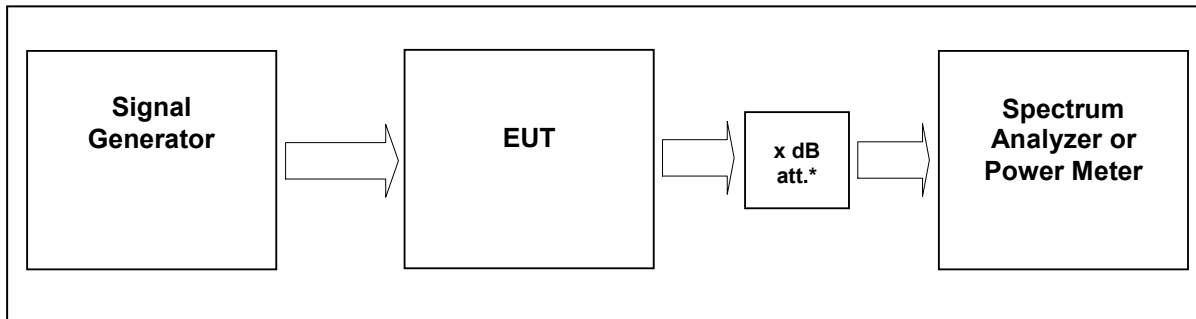 Signal
Generator
EUT
x dB
att.*
Spectrum
Analyzer or
Power Meter